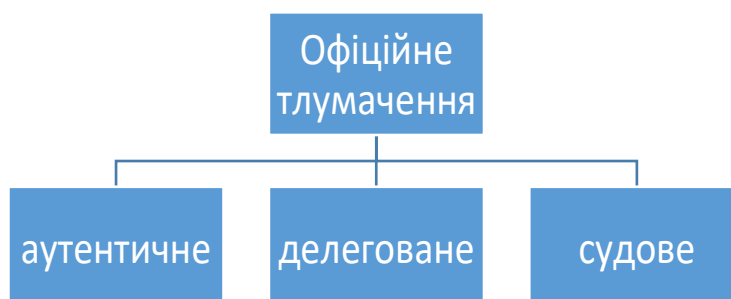 Офіційне
тлумачення
аутентичне
делеговане
судове